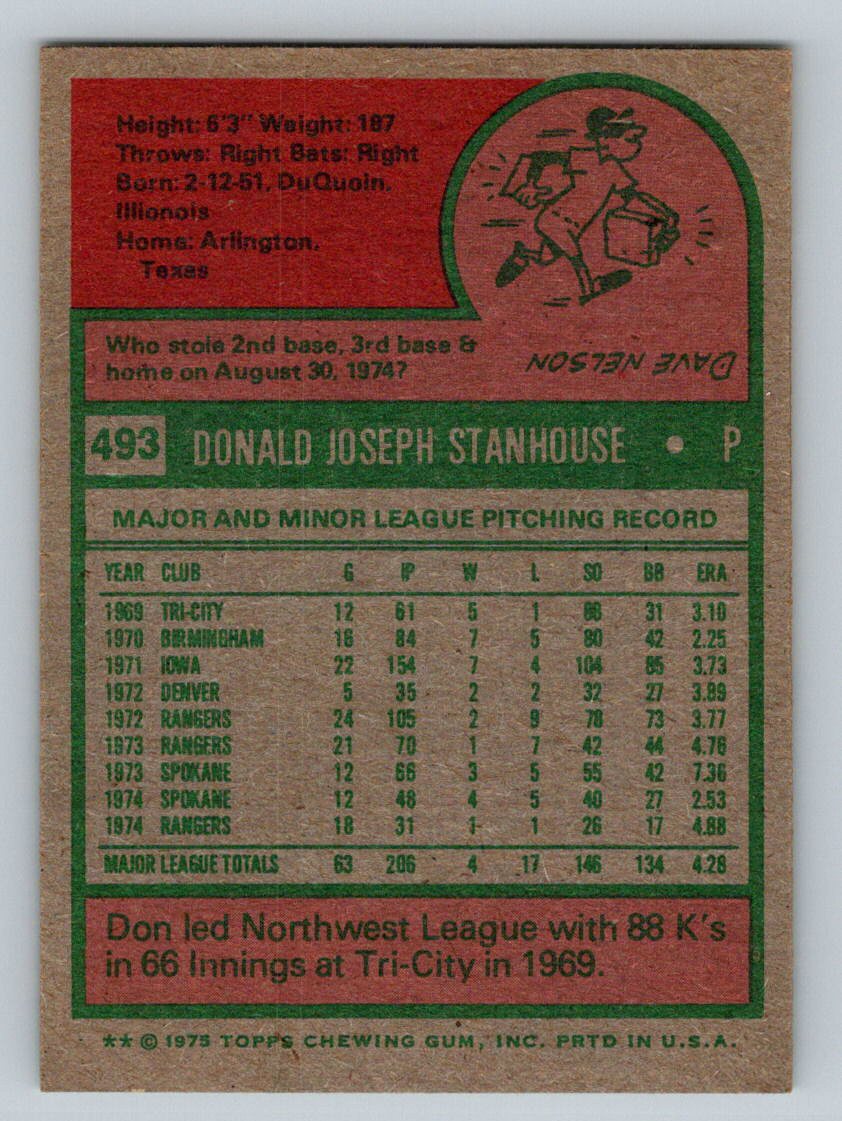 Height: 6'3" Weight: 187
Throws: Right Bats: Right
Born: 2-12-51, DuQuoin,
Illionois
Home: Arlington,
Texas
Who stole 2nd base, 3rd base &
home on August 30, 1974?
DAVE NELSON
493 DONALD JOSEPH STANHOUSE • P
MAJOR AND MINOR LEAGUE PITCHING RECORD
YEAR CLUB G IP W L SO BB ERA
1969 TRI-CITY 12 61 5 1 88 31 3.10
1970 BIRMINGHAM 16 84 7 5 80 42 2.25
1971 IOWA 22 154 7 4 104 85 3.73
1972 DENVER 5 35 2 2 32 27 3.89
1972 RANGERS 24 105 2 9 78 73 3.77
1973 RANGERS 21 70 1 7 42 44 4.76
1973 SPOKANE 12 66 3 5 55 42 7.36
1974 SPOKANE 12 48 4 5 40 27 2.53
1974 RANGERS 18 31 1 1 26 17 4.88
MAJOR LEAGUE TOTALS 63 206 4 17 146 134 4.28
Don led Northwest League with 88 K's
in 66 Innings at Tri-City in 1969.
** © 1975 TOPPS CHEWING GUM, INC. PRTD IN U.S.A.